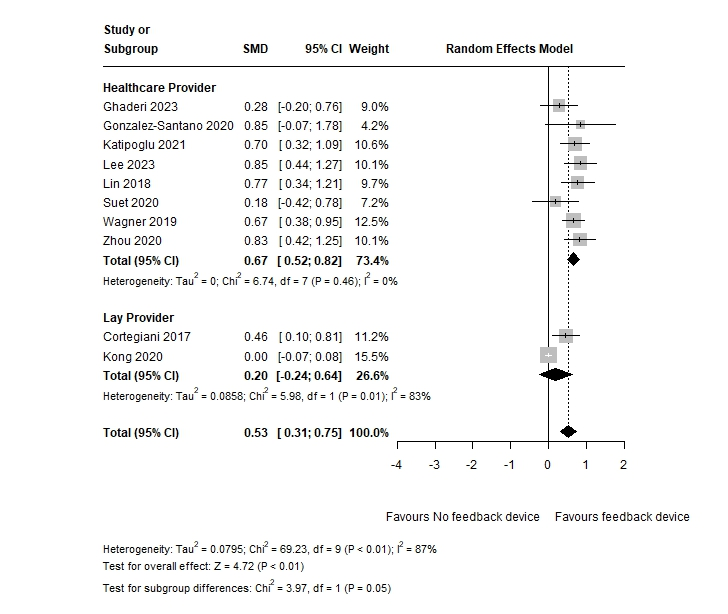 Study or
Subgroup SMD 95% CI Weight Random Effects Model
Healthcare Provider
Ghaderi 2023 0.28 [-0.20; 0.76] 9.0%
Gonzalez-Santano 2020 0.85 [-0.07; 1.78] 4.2%
Katipoglu 2021 0.70 [ 0.32; 1.09] 10.6%
Lee 2023 0.85 [ 0.44; 1.27] 10.1%
Lin 2018 0.77 [ 0.34; 1.21] 9.7%
Suet 2020 0.18 [-0.42; 0.78] 7.2%
Wagner 2019 0.67 [ 0.38; 0.95] 12.5%
Zhou 2020 0.83 [ 0.42; 1.25] 10.1%
Total (95% CI) 0.67 [ 0.52; 0.82] 73.4%
Heterogeneity: Tau² = 0; Chi² = 6.74, df = 7 (P = 0.46); I² = 0%
Lay Provider
Cortegiani 2017 0.46 [ 0.10; 0.81] 11.2%
Kong 2020 0.00 [-0.07; 0.08] 15.5%
Total (95% CI) 0.20 [-0.24; 0.64] 26.6%
Heterogeneity: Tau² = 0.0858; Chi² = 5.98, df = 1 (P = 0.01); I² = 83%
Total (95% CI) 0.53 [ 0.31; 0.75] 100.0%
-4 -3 -2 -1 0 1 2
Favours No feedback device Favours feedback device
Heterogeneity: Tau² = 0.0795; Chi² = 69.23, df = 9 (P < 0.01); I² = 87%
Test for overall effect: Z = 4.72 (P < 0.01)
Test for subgroup differences: Chi² = 3.97, df = 1 (P = 0.05)